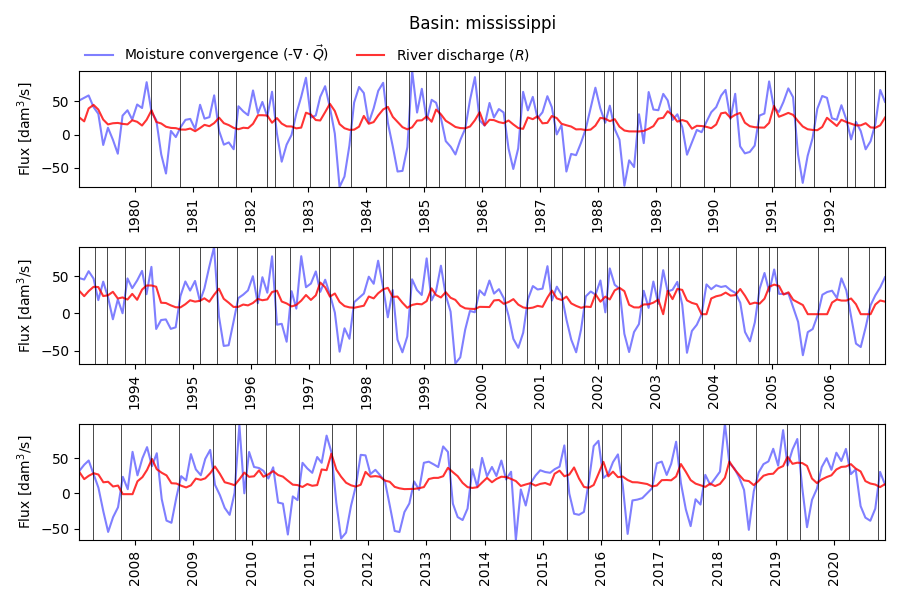 Basin: mississippi
Moisture convergence (-∇ · Q⃗) River discharge (R)
Flux [dam³/s]
50
0
−50
1980 1981 1982 1983 1984 1985 1986 1987 1988 1989 1990 1991 1992
Flux [dam³/s]
50
0
−50
1994 1995 1996 1997 1998 1999 2000 2001 2002 2003 2004 2005 2006
Flux [dam³/s]
50
0
−50
2008 2009 2010 2011 2012 2013 2014 2015 2016 2017 2018 2019 2020